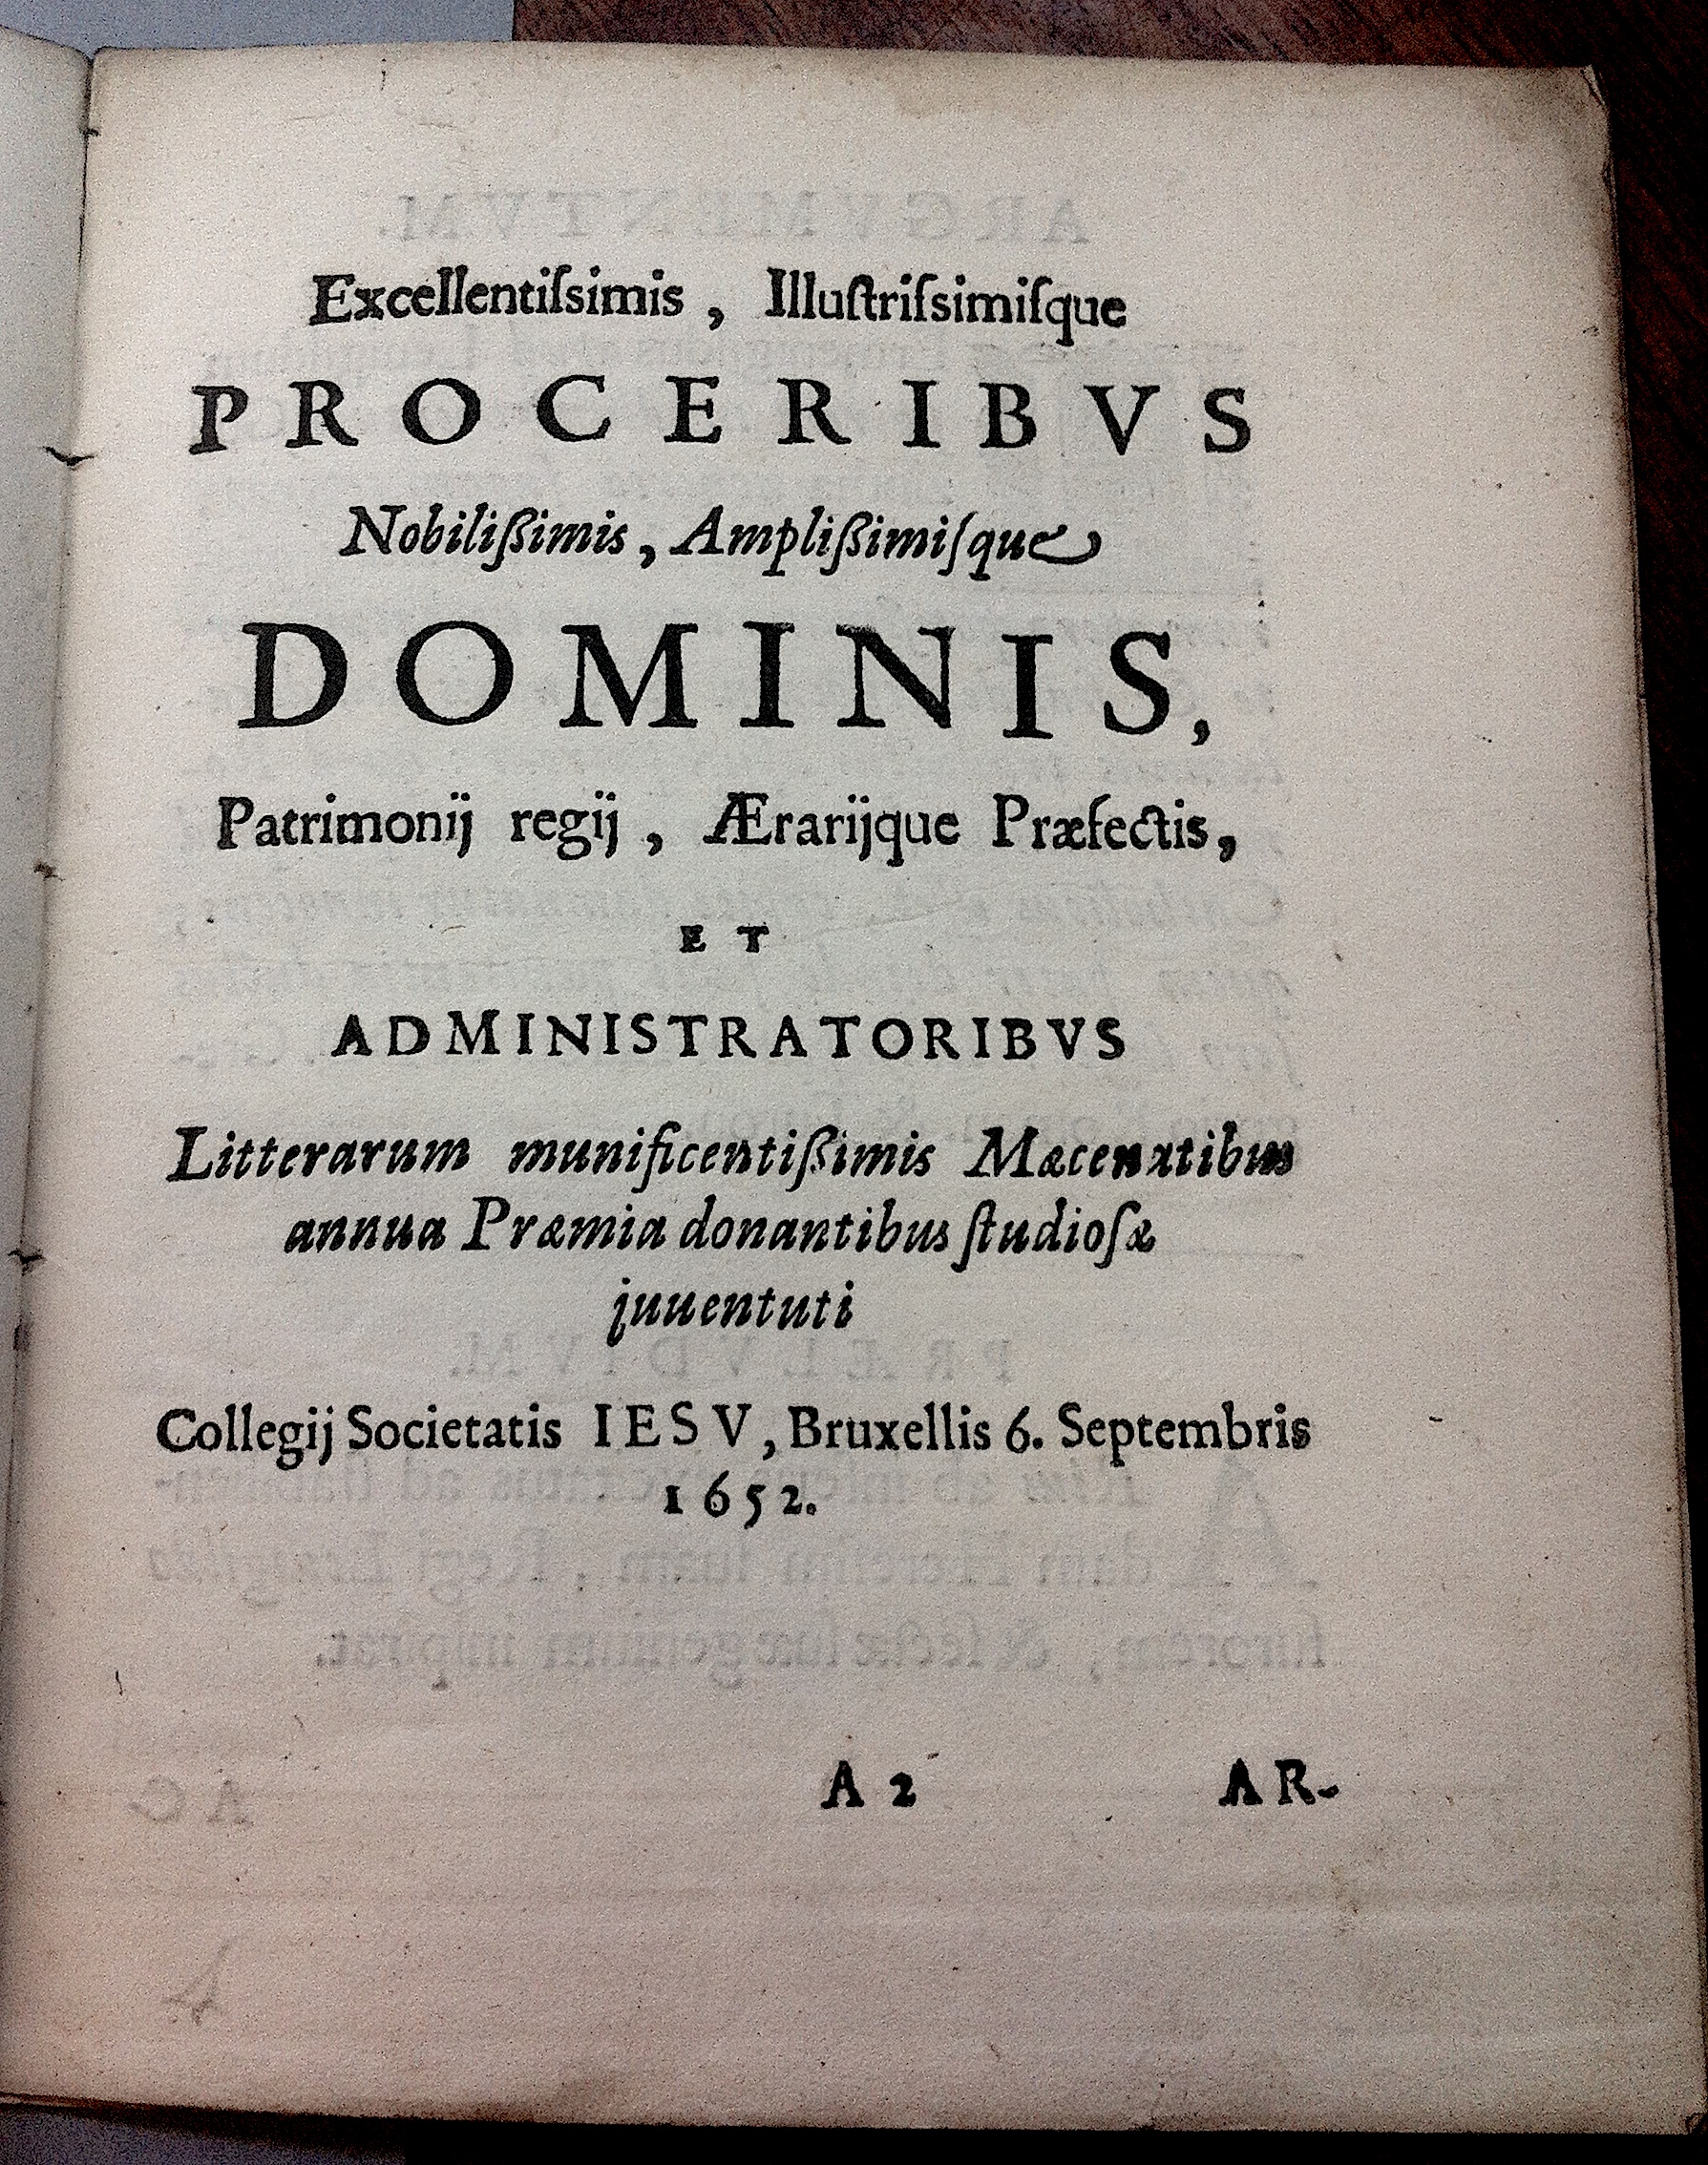 Excellentiſsimis, Illuſtriſsimiſque
PROCERIBVS
Nobilißimis, Amplißimiſque
DOMINIS,
Patrimonij regij, Ærarijque Præfectis,
ET
ADMINISTRATORIBVS
Litterarum munificentißimis Mæcenatibus
annua Præmia donantibus ſtudioſæ
juuentuti
Collegij Societatis IESV, Bruxellis 6. Septembris
1652.
A 2 AR-